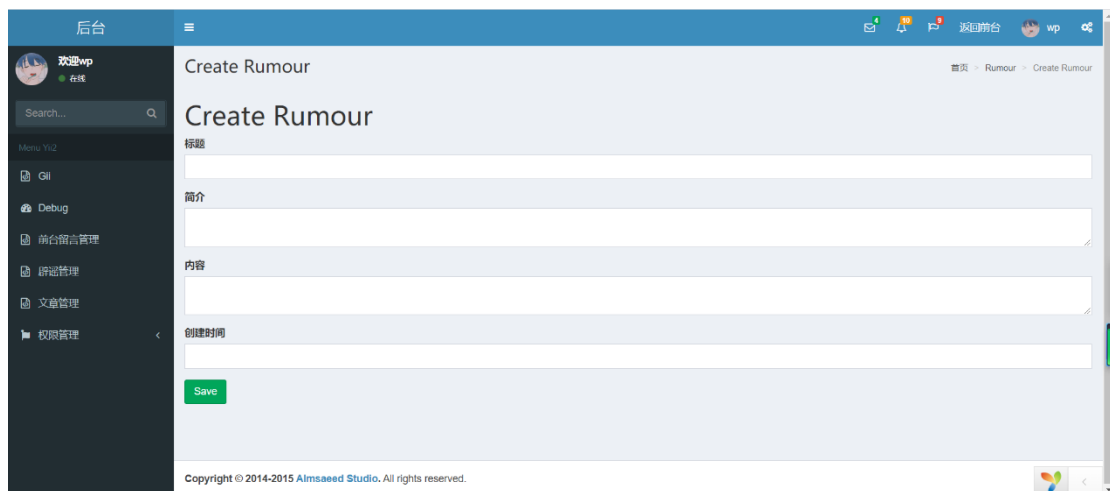 后台
4
10
9
返回前台
wp
欢迎wp
在线
Create Rumour
首页 > Rumour > Create Rumour
Search...
Menu Yii2
Gii
Debug
前台留言管理
辟谣管理
文章管理
权限管理
Create Rumour
标题
简介
内容
创建时间
Save
Copyright © 2014-2015 Almsaeed Studio. All rights reserved.